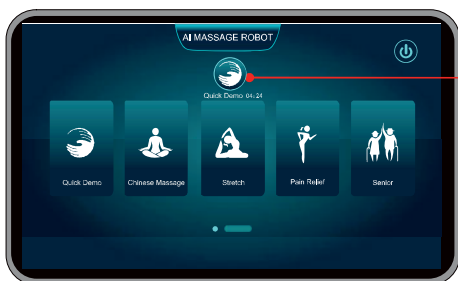 AI MASSAGE ROBOT
Quick Demo 04:24
Quick Demo
Chinese Massage
Stretch
Pain Relief
Senior